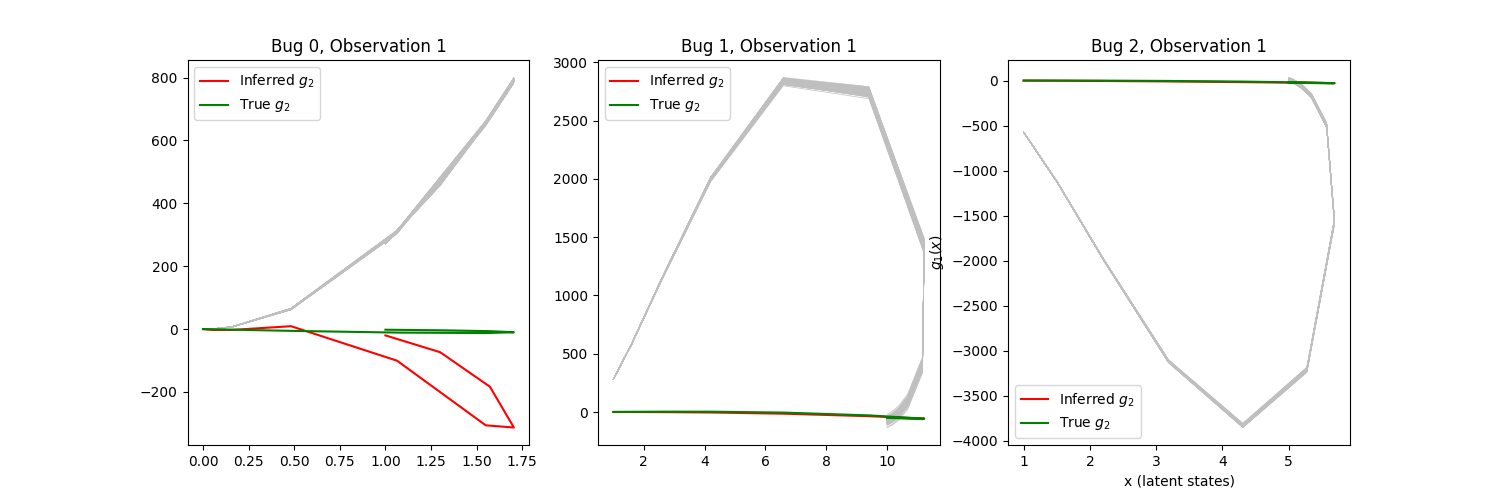 Bug 0, Observation 1
Inferred g₂
True g₂
800
600
400
200
0
−200
0.00 0.25 0.50 0.75 1.00 1.25 1.50 1.75
Bug 1, Observation 1
Inferred g₂
True g₂
3000
2500
2000
1500
1000
500
0
2 4 6 8 10
Bug 2, Observation 1
g₁(x)
0
−500
−1000
−1500
−2000
−2500
−3000
−3500
−4000
Inferred g₂
True g₂
1 2 3 4 5
x (latent states)